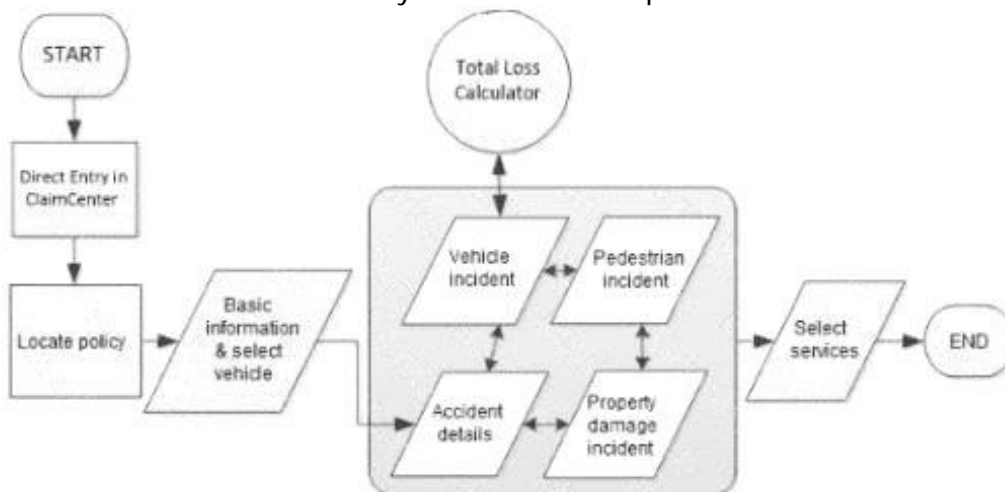 START
Direct Entry in
ClaimCenter
Locate policy
Basic
information
& select
vehicle
Total Loss
Calculator
Vehicle
incident
Pedestrian
incident
Accident
details
Property
damage
incident
Select
services
END